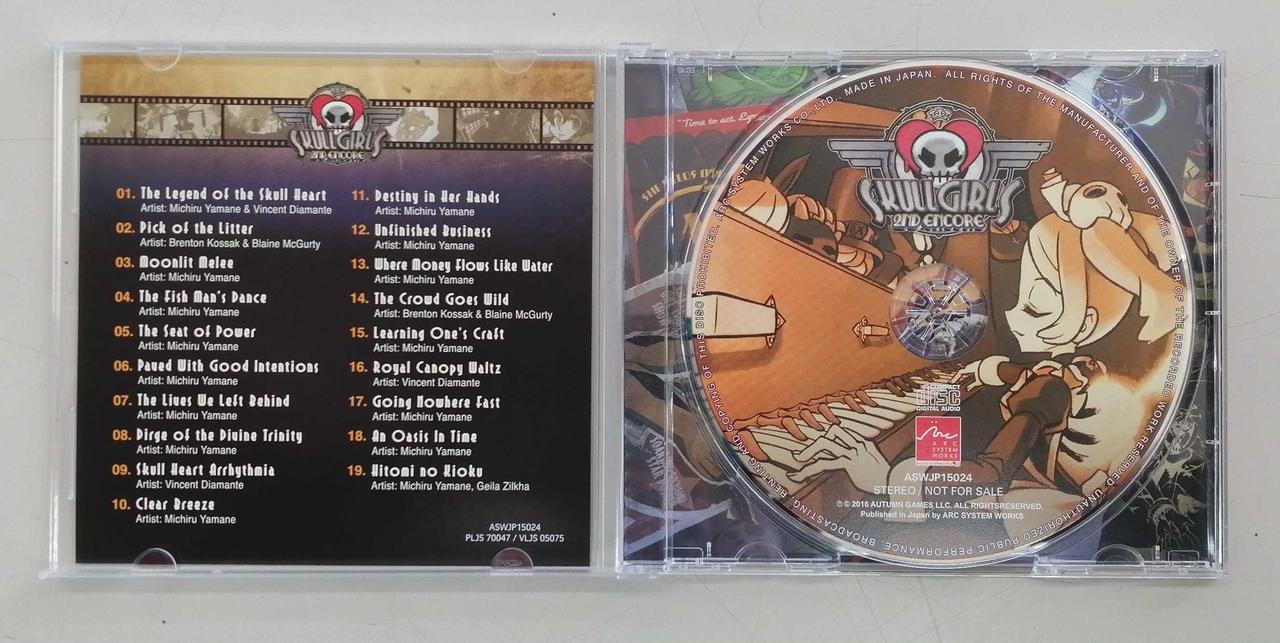 SKULLGIRLS
2ND ENCORE
01. The Legend of the Skull Heart
Artist: Michiru Yamane & Vincent Diamante
02. Pick of the Litter
Artist: Brenton Kossak & Blaine McGurty
03. Moonlit Melee
Artist: Michiru Yamane
04. The Fish Man's Dance
Artist: Michiru Yamane
05. The Seat of Power
Artist: Michiru Yamane
06. Paved With Good Intentions
Artist: Michiru Yamane
07. The Lives We Left Behind
Artist: Michiru Yamane
08. Dirge of the Divine Trinity
Artist: Michiru Yamane
09. Skull Heart Arrhythmia
Artist: Vincent Diamante
10. Clear Breeze
Artist: Michiru Yamane
11. Destiny in Her Hands
Artist: Michiru Yamane
12. Unfinished Business
Artist: Michiru Yamane
13. Where Money Flows Like Water
Artist: Michiru Yamane
14. The Crowd Goes Wild
Artist: Brenton Kossak & Blaine McGurty
15. Learning One's Craft
Artist: Michiru Yamane
16. Royal Canopy Waltz
Artist: Vincent Diamante
17. Going Nowhere Fast
Artist: Michiru Yamane
18. An Oasis In Time
Artist: Michiru Yamane
19. Hitomi no Kioku
Artist: Michiru Yamane, Geila Zilkha
ASWJP15024
PLJS 70047 / VLJS 05075
"Time to act,
SHE NEEDS
MADE IN JAPAN. ALL RIGHTS OF THE MANUFACTURER AND OF THE OWNER OF THE RECORDED WORK RESERVED. UNAUTHORIZED PUBLIC PERFORMANCE, BROADCASTING, RENTING AND COPYING OF THIS DISC PROHIBITED. ARC SYSTEM WORKS CO.,LTD.
SKULLGIRLS
2ND ENCORE
COMPACT
disc
DIGITAL AUDIO
ARC
SYSTEM
WORKS
ASWJP15024
STEREO / NOT FOR SALE
℗ © 2016 AUTUMN GAMES LLC. ALL RIGHTSRESERVED.
Published in Japan by ARC SYSTEM WORKS